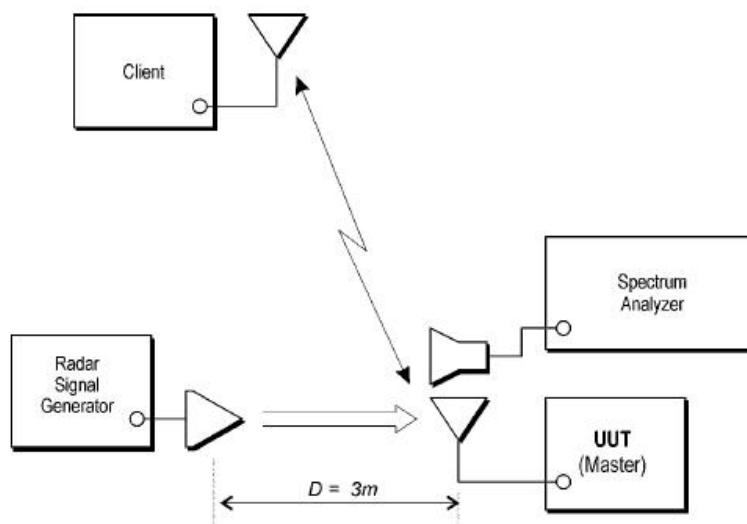 Client
Spectrum
Analyzer
Radar
Signal
Generator
UUT
(Master)
D = 3m